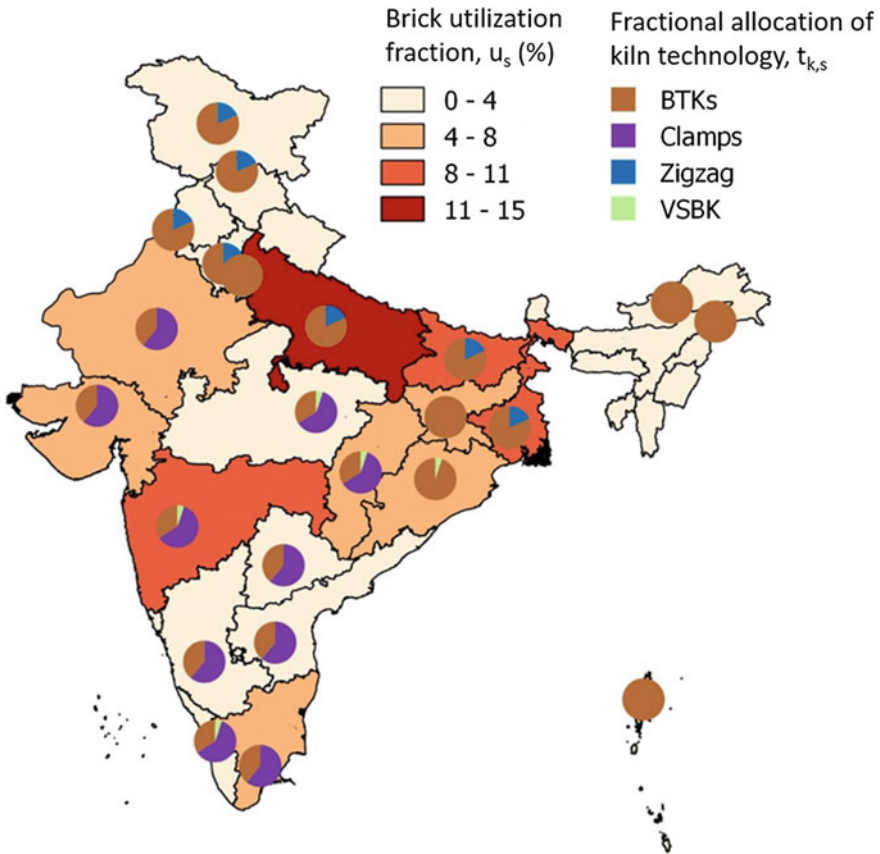 Brick utilization
fraction, uₛ (%)
0 - 4
4 - 8
8 - 11
11 - 15
Fractional allocation of
kiln technology, tₖ,ₛ
BTKs
Clamps
Zigzag
VSBK